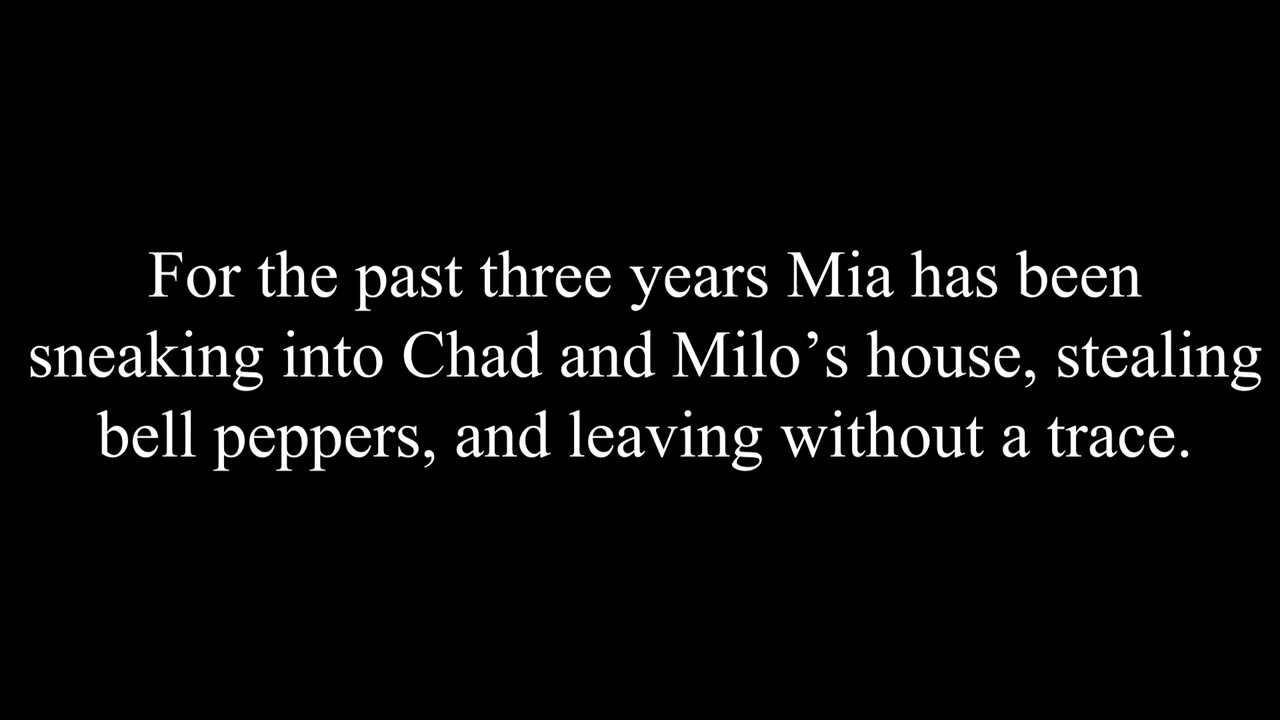 For the past three years Mia has been
sneaking into Chad and Milo’s house, stealing
bell peppers, and leaving without a trace.